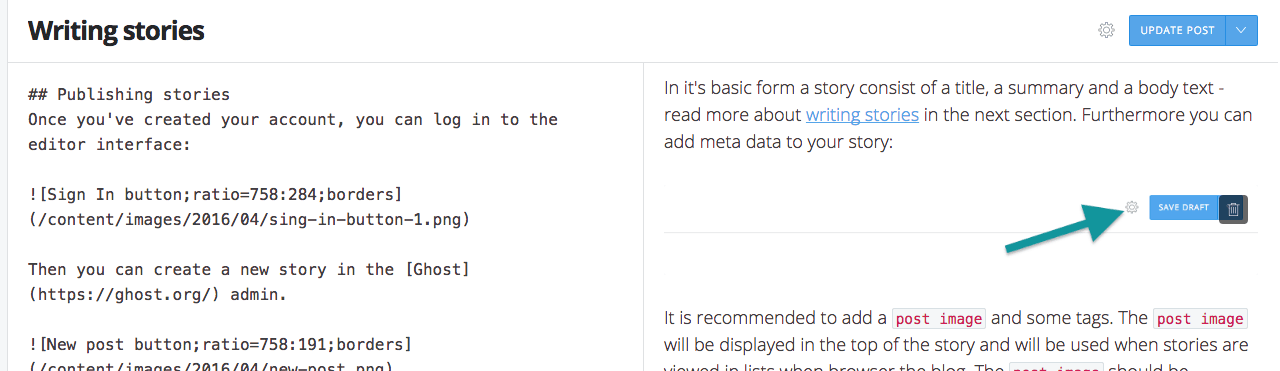 Writing stories
UPDATE POST
## Publishing stories
Once you've created your account, you can log in to the
editor interface:
![Sign In button;ratio=758:284;borders]
(/content/images/2016/04/sing-in-button-1.png)
Then you can create a new story in the [Ghost]
(https://ghost.org/) admin.
![New post button;ratio=758:191;borders]
(/content/images/2016/04/new-post.png)
In it's basic form a story consist of a title, a summary and a body text -
read more about writing stories in the next section. Furthermore you can
add meta data to your story:
SAVE DRAFT
It is recommended to add a post image and some tags. The post image
will be displayed in the top of the story and will be used when stories are
viewed in lists when browser the blog. The post image should be